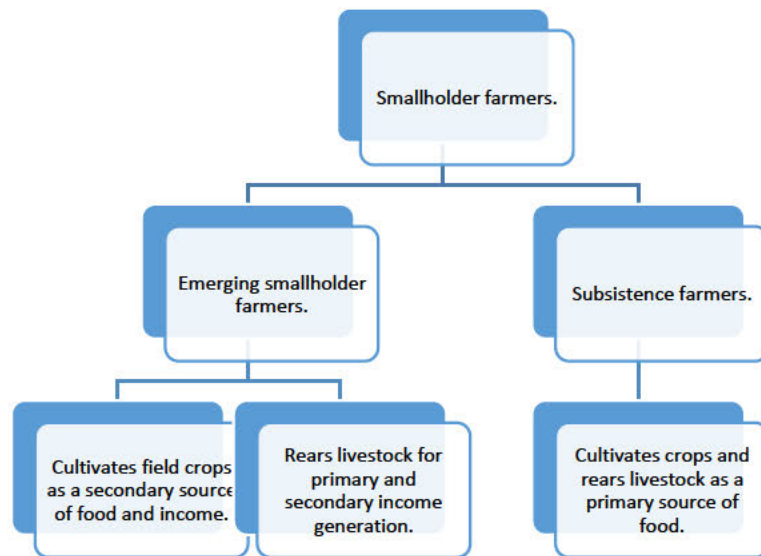 Smallholder farmers.
Emerging smallholder
farmers.
Subsistence farmers.
Cultivates field crops
as a secondary source
of food and income.
Rears livestock for
primary and
secondary income
generation.
Cultivates crops and
rears livestock as a
primary source of
food.